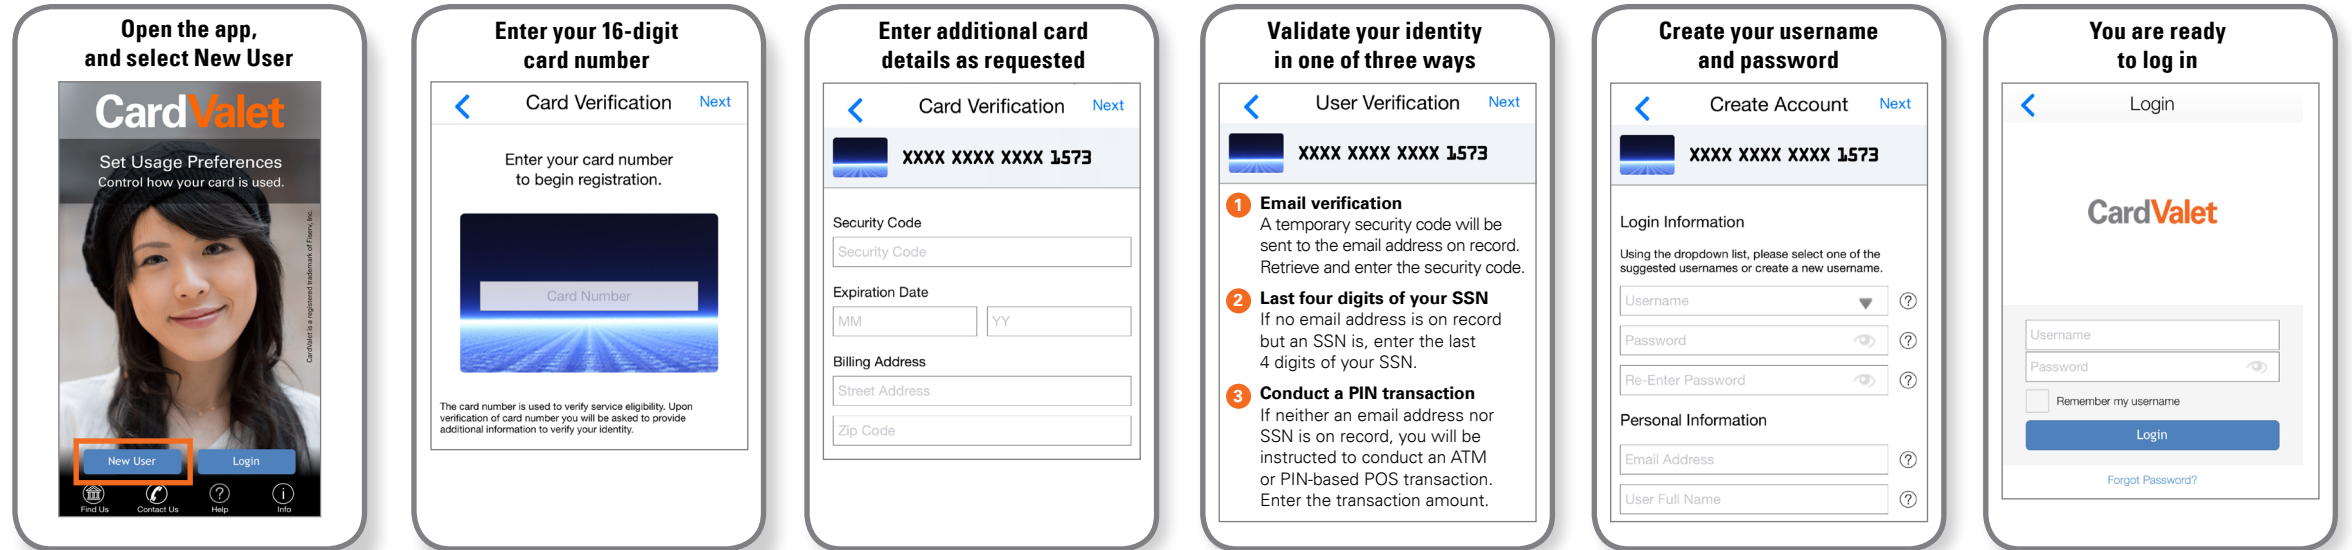 Open the app,
and select New User
CardValet
Set Usage Preferences
Control how your card is used.
CardValet is a registered trademark of Fiserv, Inc.
New User
Login
Find Us
Contact Us
Help
Info
Enter your 16-digit
card number
Card Verification
Next
Enter your card number
to begin registration.
Card Number
The card number is used to verify service eligibility. Upon
verification of card number you will be asked to provide
additional information to verify your identity.
Enter additional card
details as requested
Card Verification
Next
XXXX XXXX XXXX 1573
Security Code
Security Code
Expiration Date
MM
YY
Billing Address
Street Address
Zip Code
Validate your identity
in one of three ways
User Verification
Next
XXXX XXXX XXXX 1573
1 Email verification
A temporary security code will be
sent to the email address on record.
Retrieve and enter the security code.
2 Last four digits of your SSN
If no email address is on record
but an SSN is, enter the last
4 digits of your SSN.
3 Conduct a PIN transaction
If neither an email address nor
SSN is on record, you will be
instructed to conduct an ATM
or PIN-based POS transaction.
Enter the transaction amount.
Create your username
and password
Create Account
Next
XXXX XXXX XXXX 1573
Login Information
Using the dropdown list, please select one of the
suggested usernames or create a new username.
Username
?
Password
?
Re-Enter Password
?
Personal Information
Email Address
?
User Full Name
?
You are ready
to log in
Login
CardValet
Username
Password
Remember my username
Login
Forgot Password?